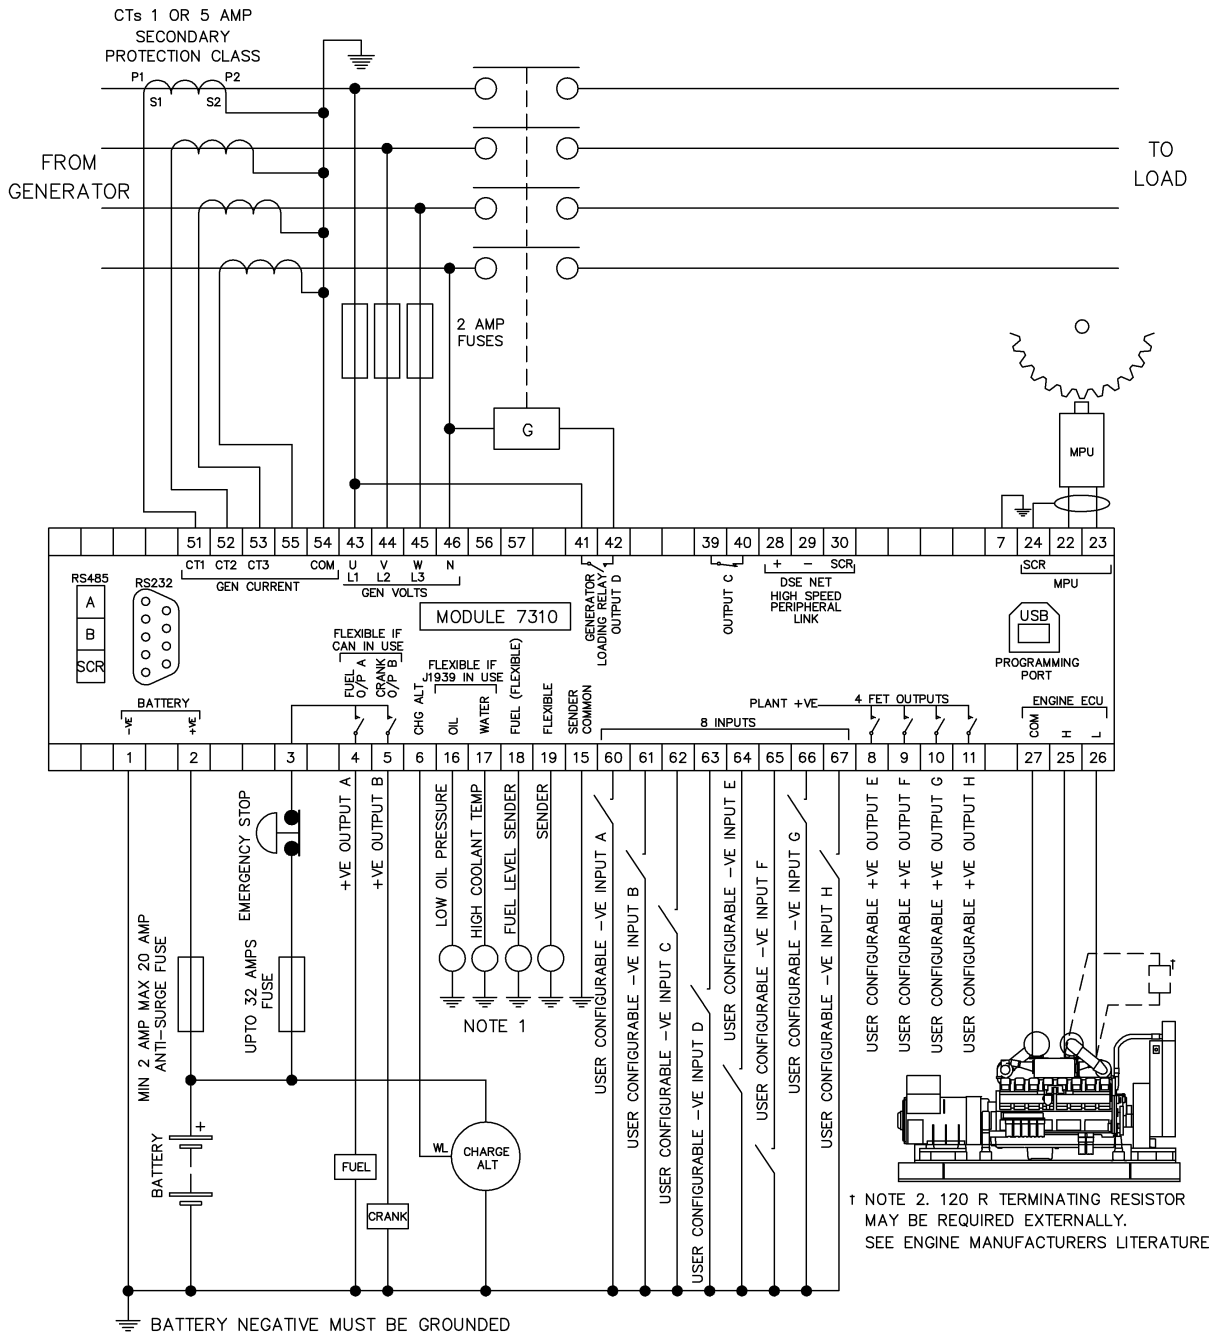 CTs 1 OR 5 AMP
SECONDARY
PROTECTION CLASS
P1
P2
S1
S2
FROM
GENERATOR
TO
LOAD
2 AMP
FUSES
G
MPU
51 52 53 55 54 43 44 45 46 56 57 41 42 39 40 28 29 30 7 24 22 23
CT1 CT2 CT3 COM U V W N
L1 L2 L3
GEN CURRENT
GEN VOLTS
+ − SCR
DSE NET
HIGH SPEED
PERIPHERAL
LINK
SCR
MPU
GENERATOR
LOADING RELAY
OUTPUT D
OUTPUT C
RS485
A
B
SCR
RS232
MODULE 7310
USB
PROGRAMMING
PORT
FLEXIBLE IF
CAN IN USE
FUEL
O/P A
CRANK
O/P B
FLEXIBLE IF
J1939 IN USE
CHG ALT
OIL
WATER
FUEL (FLEXIBLE)
FLEXIBLE
SENDER
COMMON
BATTERY
-VE
+VE
8 INPUTS
PLANT +VE
4 FET OUTPUTS
ENGINE ECU
COM
H
L
1 2 3 4 5 6 16 17 18 19 15 60 61 62 63 64 65 66 67 8 9 10 11 27 25 26
MIN 2 AMP MAX 20 AMP
ANTI-SURGE FUSE
EMERGENCY STOP
UPTO 32 AMPS
FUSE
+VE OUTPUT A
+VE OUTPUT B
LOW OIL PRESSURE
HIGH COOLANT TEMP
FUEL LEVEL SENDER
SENDER
NOTE 1
USER CONFIGURABLE -VE INPUT A
USER CONFIGURABLE -VE INPUT B
USER CONFIGURABLE -VE INPUT C
USER CONFIGURABLE -VE INPUT D
USER CONFIGURABLE -VE INPUT E
USER CONFIGURABLE -VE INPUT F
USER CONFIGURABLE -VE INPUT G
USER CONFIGURABLE -VE INPUT H
USER CONFIGURABLE +VE OUTPUT E
USER CONFIGURABLE +VE OUTPUT F
USER CONFIGURABLE +VE OUTPUT G
USER CONFIGURABLE +VE OUTPUT H
†
BATTERY
+
WL
CHARGE
ALT
FUEL
CRANK
† NOTE 2. 120 R TERMINATING RESISTOR
MAY BE REQUIRED EXTERNALLY.
SEE ENGINE MANUFACTURERS LITERATURE
BATTERY NEGATIVE MUST BE GROUNDED